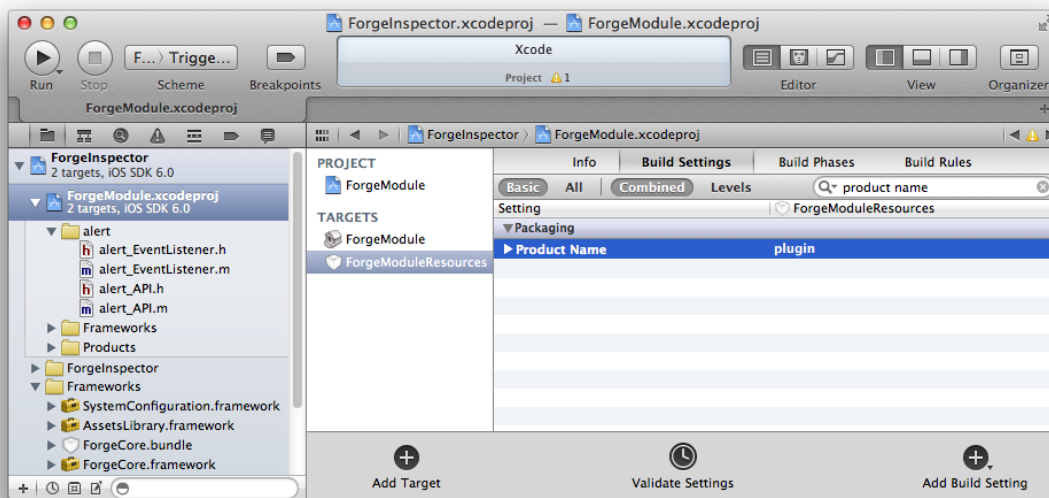 ForgeInspector.xcodeproj — ForgeModule.xcodeproj
F...〉Trigge...
Run
Stop
Scheme
Breakpoints
Xcode
Project 1
Editor
View
Organizer
ForgeModule.xcodeproj
ForgeInspector
2 targets, iOS SDK 6.0
ForgeModule.xcodeproj
2 targets, iOS SDK 6.0
alert
h alert_EventListener.h
m alert_EventListener.m
h alert_API.h
m alert_API.m
Frameworks
Products
ForgeInspector
Frameworks
SystemConfiguration.framework
AssetsLibrary.framework
ForgeCore.bundle
ForgeCore.framework
ForgeInspector 〉 ForgeModule.xcodeproj
PROJECT
ForgeModule
TARGETS
ForgeModule
ForgeModuleResources
Info Build Settings Build Phases Build Rules
Basic All Combined Levels product name
Setting ForgeModuleResources
Packaging
Product Name plugin
Add Target
Validate Settings
Add Build Setting